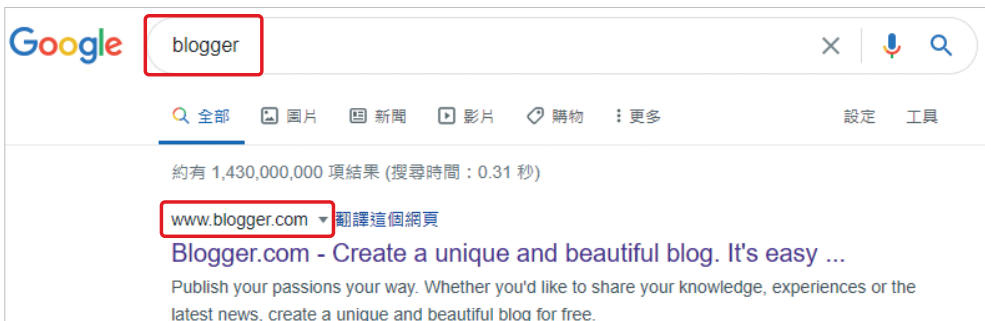 Google blogger
全部 圖片 新聞 影片 購物 更多 設定 工具
約有 1,430,000,000 項結果 (搜尋時間：0.31 秒)
www.blogger.com 翻譯這個網頁
Blogger.com - Create a unique and beautiful blog. It's easy ...
Publish your passions your way. Whether you'd like to share your knowledge, experiences or the
latest news, create a unique and beautiful blog for free.